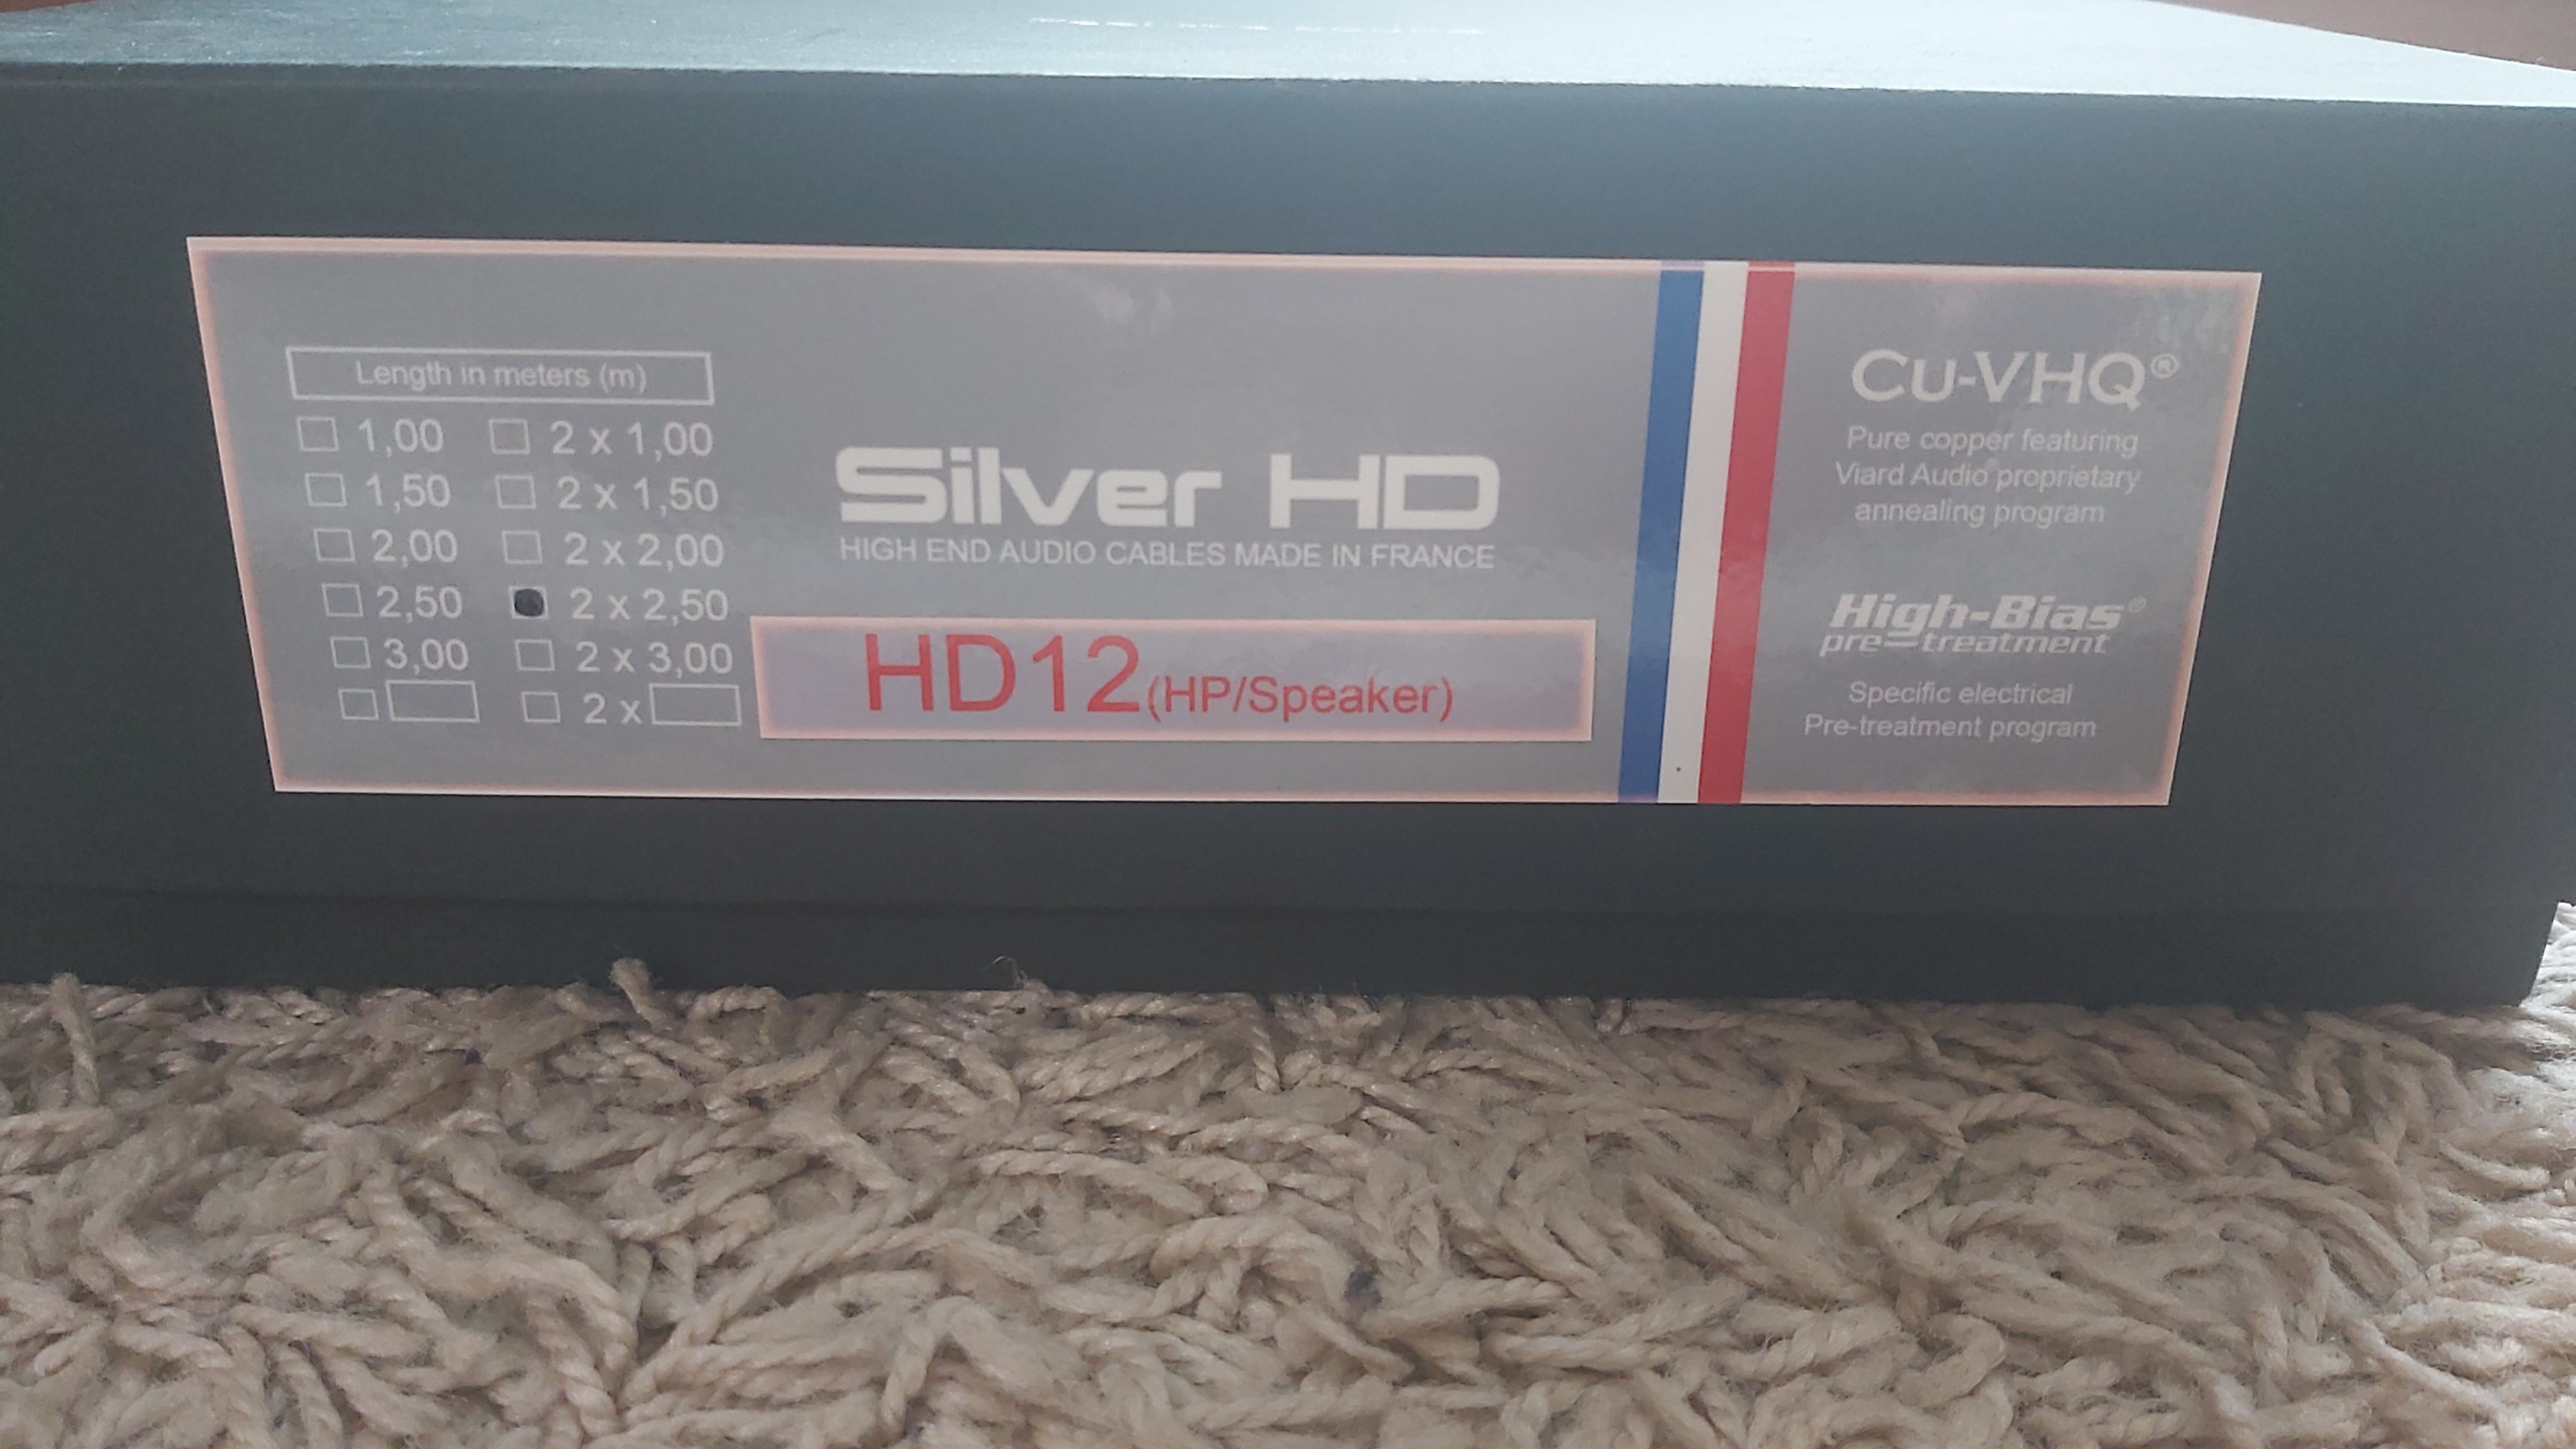 Length in meters (m)
1,00 2 x 1,00
1,50 2 x 1,50
2,00 2 x 2,00
2,50 2 x 2,50
3,00 2 x 3,00
2 x
Silver HD
HIGH END AUDIO CABLES MADE IN FRANCE
HD12 (HP/Speaker)
Cu-VHQ®
Pure copper featuring
Viard Audio proprietary
annealing program
High-Bias®
pre-treatment
Specific electrical
Pre-treatment program